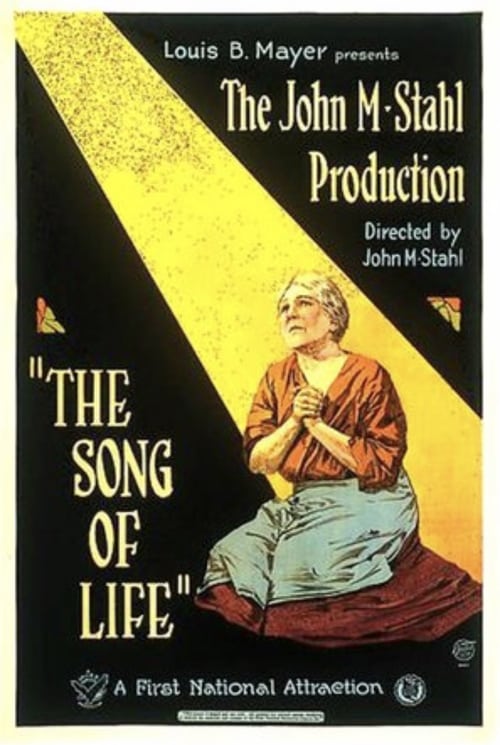 Louis B. Mayer presents
The John M·Stahl
Production
Directed by
John M·Stahl
"THE
SONG
OF
LIFE"
A First National Attraction